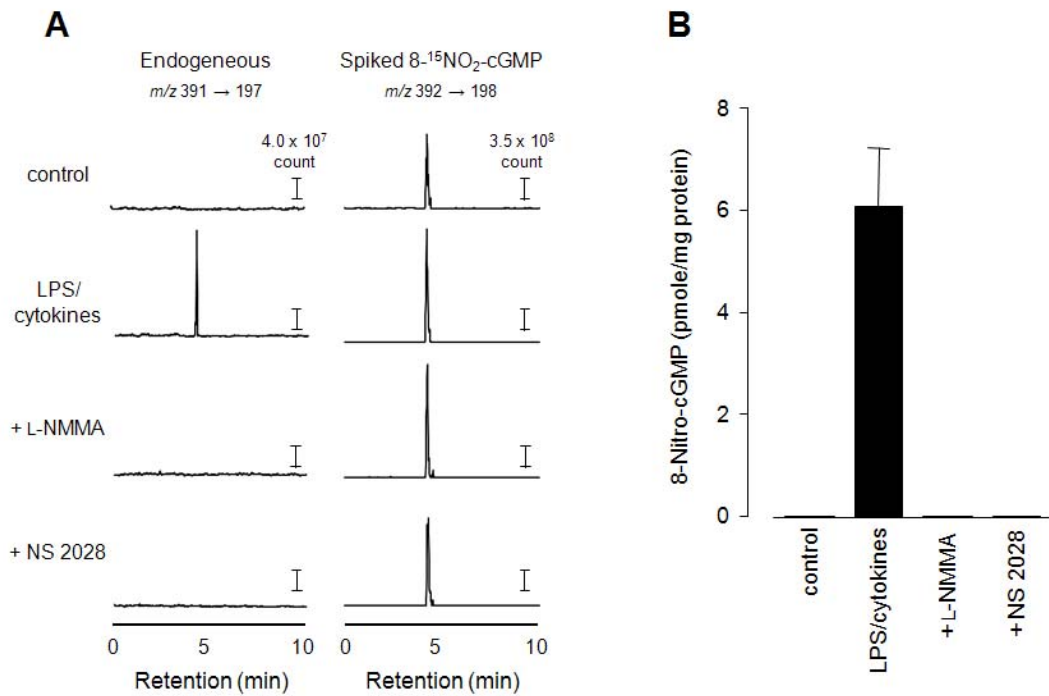 A
Endogeneous
m/z 391 → 197
Spiked 8-¹⁵NO₂-cGMP
m/z 392 → 198
4.0 x 10⁷
count
3.5 x 10⁸
count
control
LPS/
cytokines
+ L-NMMA
+ NS 2028
0 5 10
Retention (min)
0 5 10
Retention (min)
B
8-Nitro-cGMP (pmole/mg protein)
8
6
4
2
0
control
LPS/cytokines
+ L-NMMA
+ NS 2028